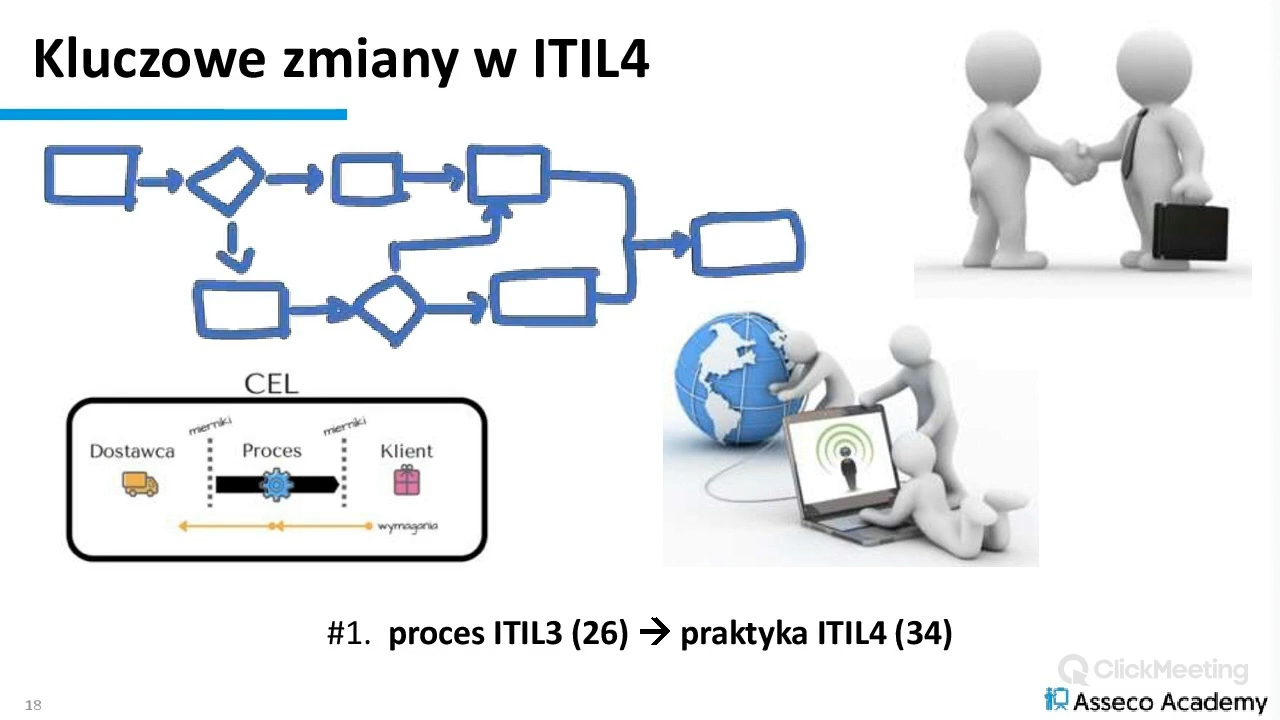 Kluczowe zmiany w ITIL4
CEL
mierniki
mierniki
Dostawca
Proces
Klient
wymagania
#1. proces ITIL3 (26) → praktyka ITIL4 (34)
ClickMeeting
18
Asseco Academy